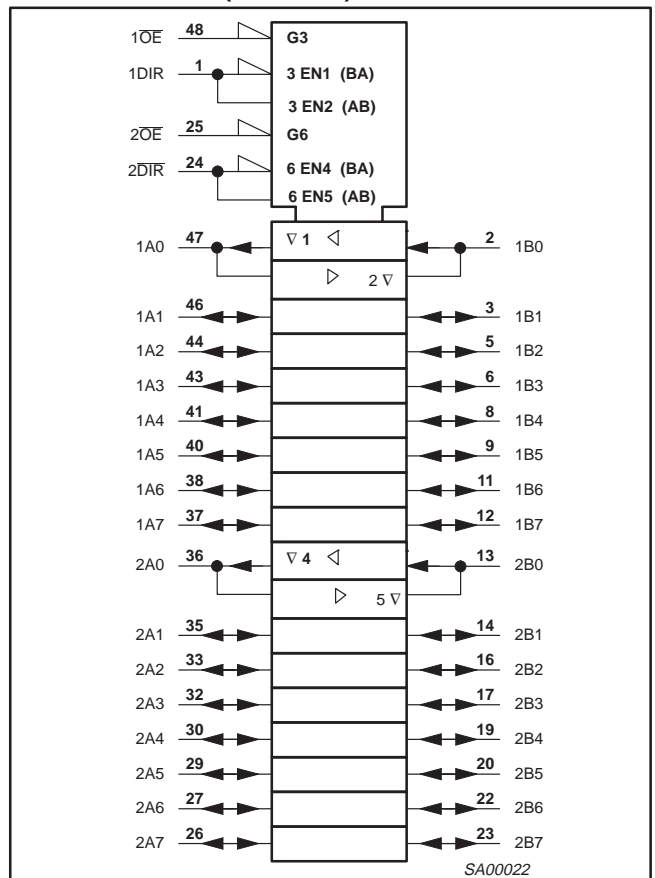 1O̅E̅ 48 G3
1DIR 1 3 EN1 (BA)
3 EN2 (AB)
2O̅E̅ 25 G6
2D̅I̅R̅ 24 6 EN4 (BA)
6 EN5 (AB)
1A0 47 ∇ 1 ◁ 2 1B0
▷ 2 ∇
1A1 46 3 1B1
1A2 44 5 1B2
1A3 43 6 1B3
1A4 41 8 1B4
1A5 40 9 1B5
1A6 38 11 1B6
1A7 37 12 1B7
2A0 36 ∇ 4 ◁ 13 2B0
▷ 5 ∇
2A1 35 14 2B1
2A2 33 16 2B2
2A3 32 17 2B3
2A4 30 19 2B4
2A5 29 20 2B5
2A6 27 22 2B6
2A7 26 23 2B7
SA00022